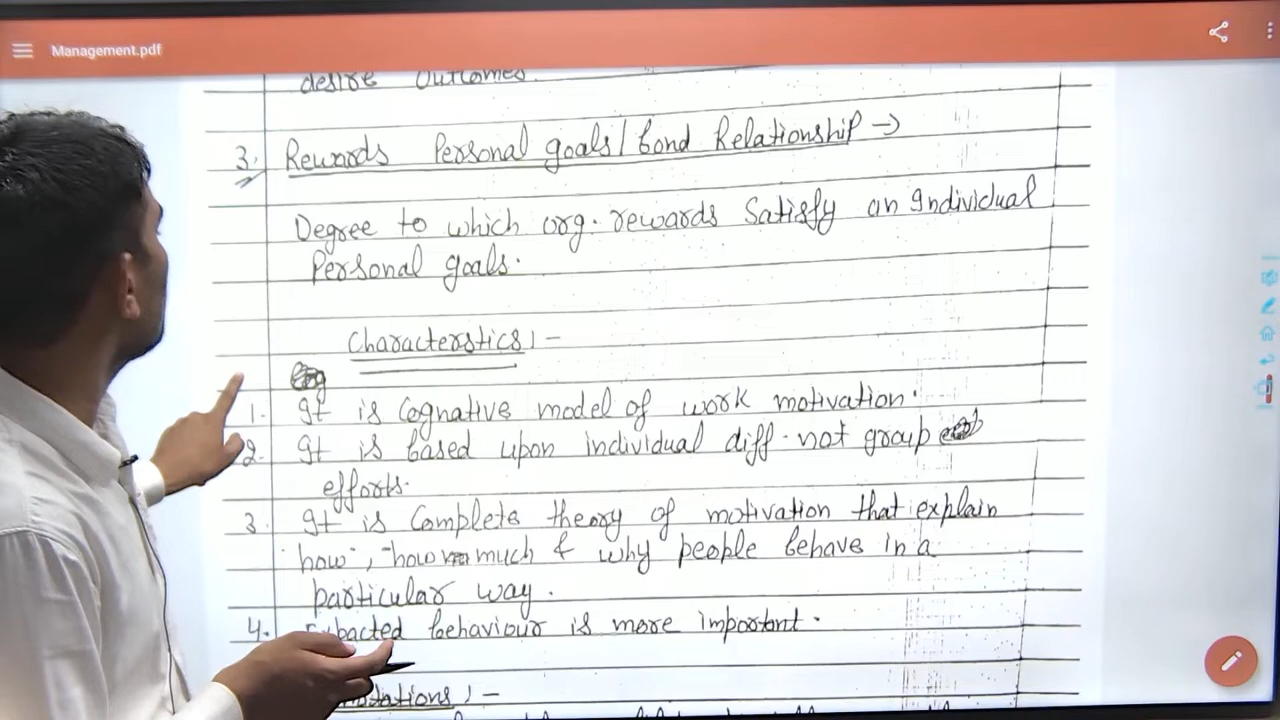 Management.pdf
desire Outcomes.
3. Rewards Personal goals/bond Relationship →
Degree to which org. rewards Satisfy an Individual
Personal goals.
Characterstics :-
1. It is Cognative model of work motivation.
2. It is based upon individual diff. not group
efforts.
3. It is Complete theory of motivation that explain
how, how much & why people behave in a
particular way.
4. behaviour is more important.